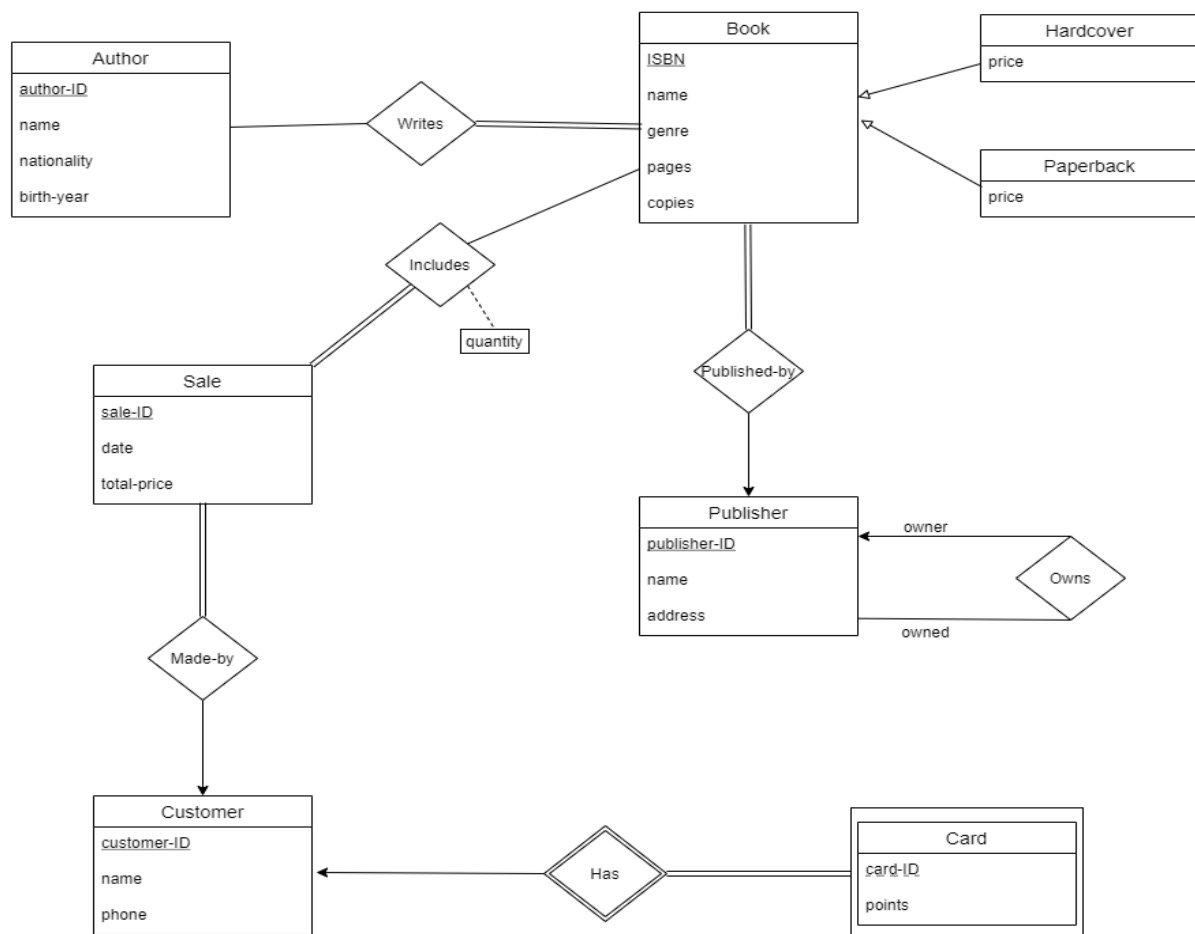 Author
author-ID
name
nationality
birth-year
Writes
Book
ISBN
name
genre
pages
copies
Hardcover
price
Paperback
price
Includes
quantity
Sale
sale-ID
date
total-price
Published-by
Publisher
publisher-ID
name
address
owner
Owns
owned
Made-by
Customer
customer-ID
name
phone
Has
Card
card-ID
points